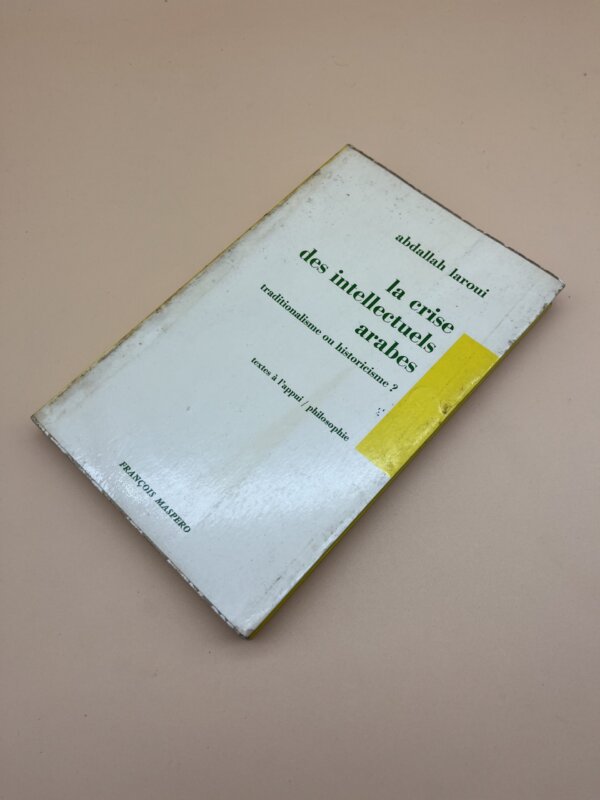 abdallah laroui
la crise
des intellectuels
arabes
traditionalisme ou historicisme ?
textes à l'appui / philosophie
FRANÇOIS MASPERO